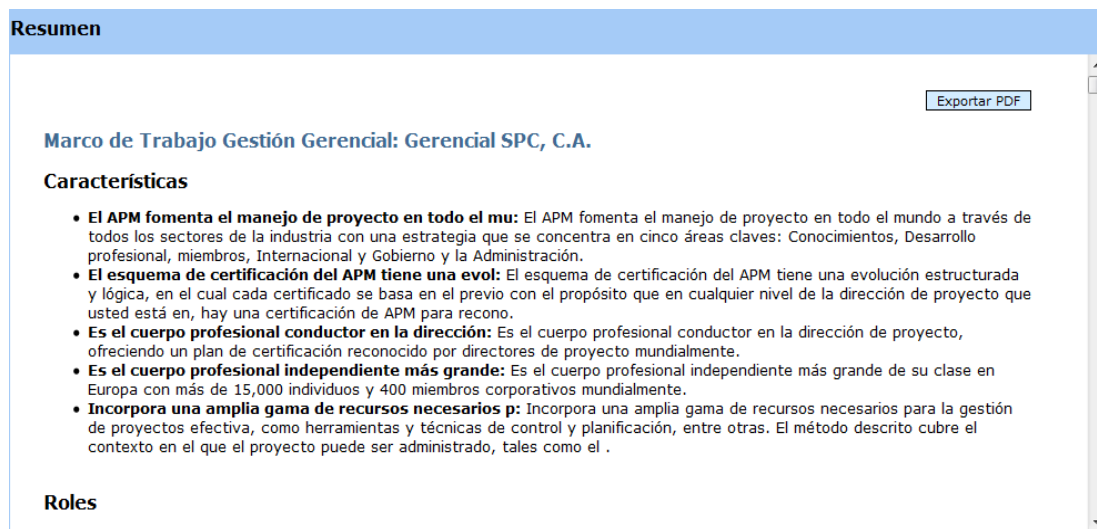 Resumen
Exportar PDF
Marco de Trabajo Gestión Gerencial: Gerencial SPC, C.A.
Características
• El APM fomenta el manejo de proyecto en todo el mu: El APM fomenta el manejo de proyecto en todo el mundo a través de
todos los sectores de la industria con una estrategia que se concentra en cinco áreas claves: Conocimientos, Desarrollo
profesional, miembros, Internacional y Gobierno y la Administración.
• El esquema de certificación del APM tiene una evol: El esquema de certificación del APM tiene una evolución estructurada
y lógica, en el cual cada certificado se basa en el previo con el propósito que en cualquier nivel de la dirección de proyecto que
usted está en, hay una certificación de APM para recono.
• Es el cuerpo profesional conductor en la dirección: Es el cuerpo profesional conductor en la dirección de proyecto,
ofreciendo un plan de certificación reconocido por directores de proyecto mundialmente.
• Es el cuerpo profesional independiente más grande: Es el cuerpo profesional independiente más grande de su clase en
Europa con más de 15,000 individuos y 400 miembros corporativos mundialmente.
• Incorpora una amplia gama de recursos necesarios p: Incorpora una amplia gama de recursos necesarios para la gestión
de proyectos efectiva, como herramientas y técnicas de control y planificación, entre otras. El método descrito cubre el
contexto en el que el proyecto puede ser administrado, tales como el .
Roles